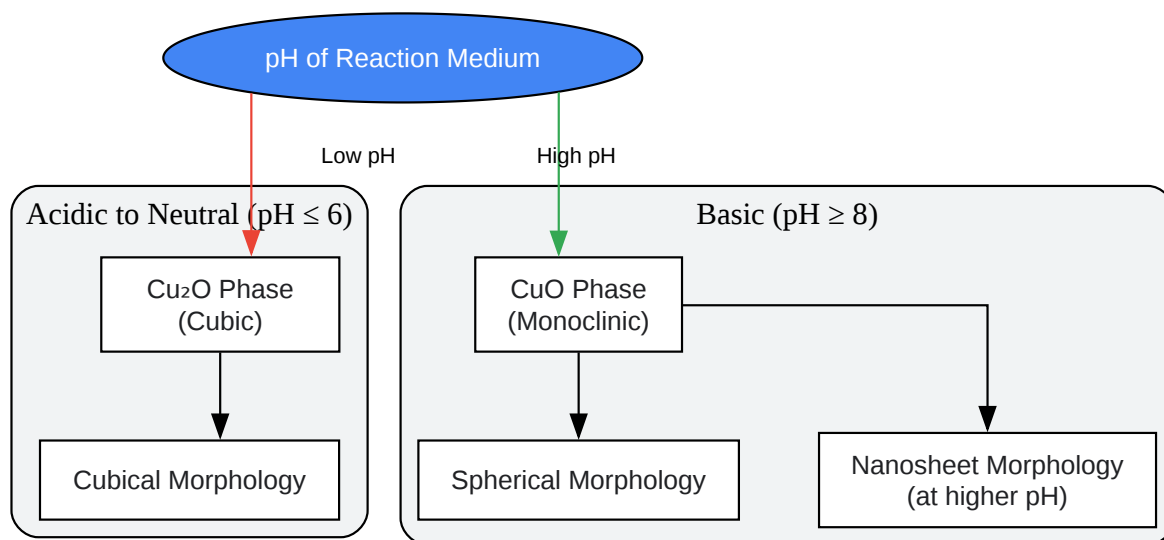 pH of Reaction Medium
Low pH
High pH
Acidic to Neutral (pH ≤ 6)
Basic (pH ≥ 8)
Cu₂O Phase
(Cubic)
CuO Phase
(Monoclinic)
Cubical Morphology
Spherical Morphology
Nanosheet Morphology
(at higher pH)